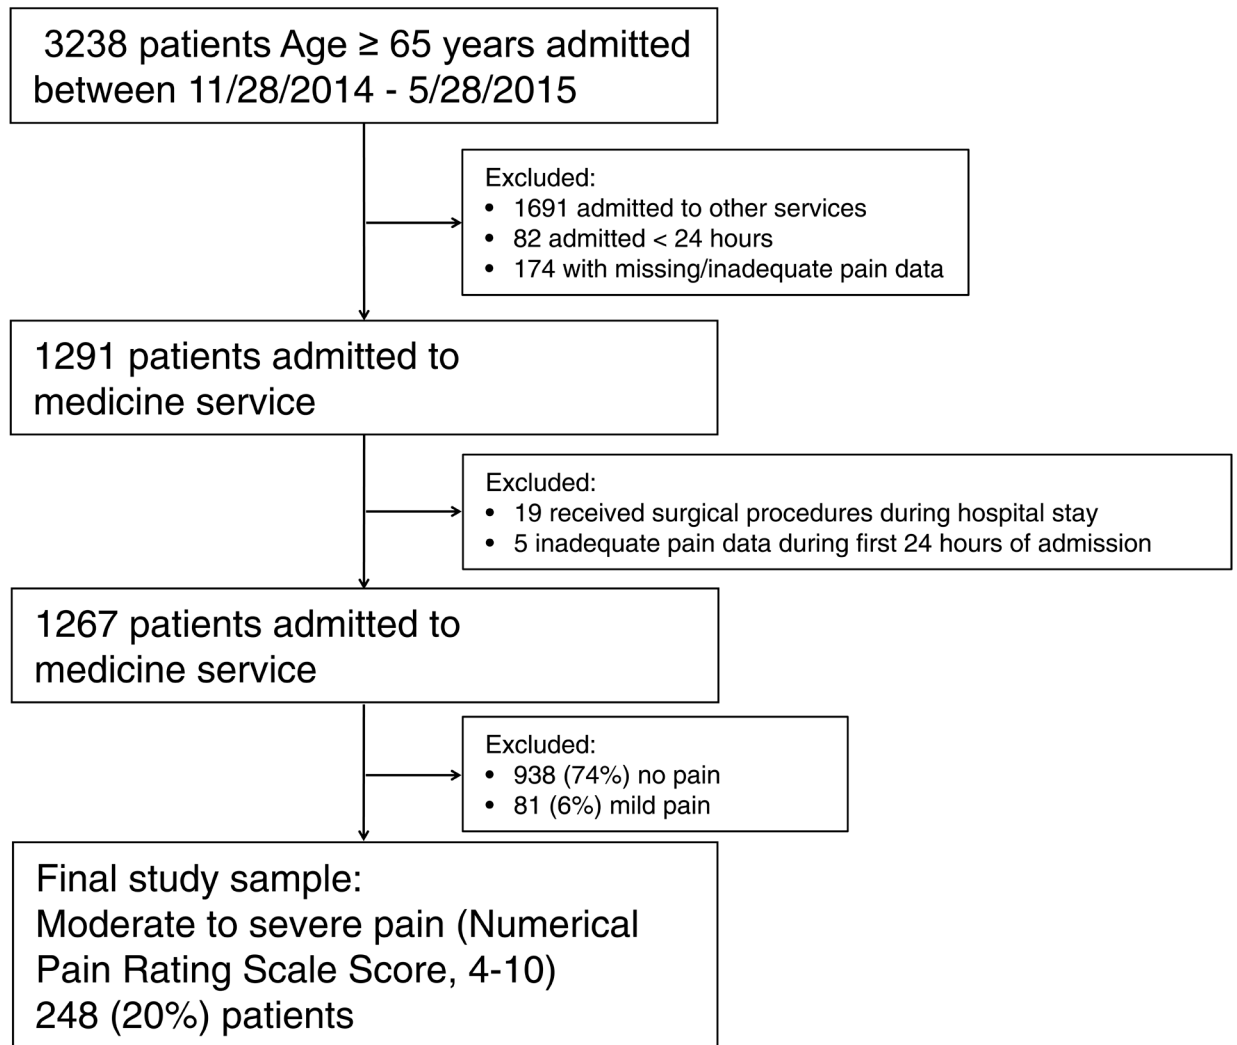 3238 patients Age ≥ 65 years admitted
between 11/28/2014 - 5/28/2015
Excluded:
• 1691 admitted to other services
• 82 admitted < 24 hours
• 174 with missing/inadequate pain data
1291 patients admitted to
medicine service
Excluded:
• 19 received surgical procedures during hospital stay
• 5 inadequate pain data during first 24 hours of admission
1267 patients admitted to
medicine service
Excluded:
• 938 (74%) no pain
• 81 (6%) mild pain
Final study sample:
Moderate to severe pain (Numerical
Pain Rating Scale Score, 4-10)
248 (20%) patients